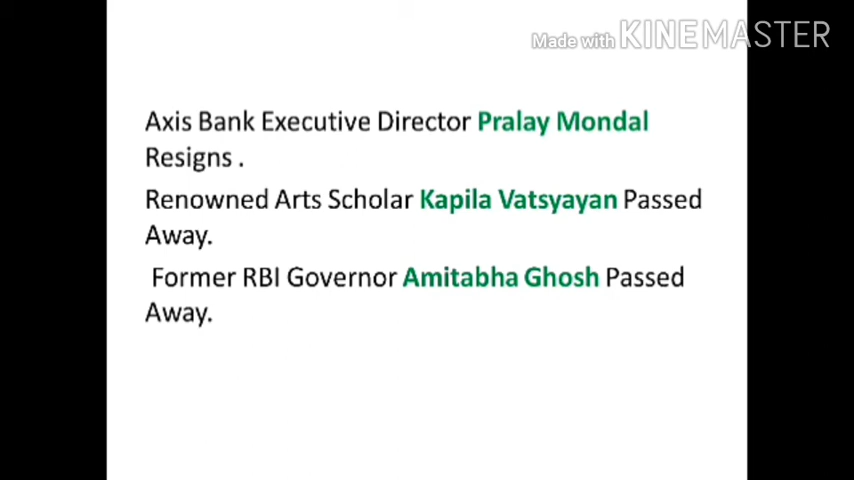 Made with KINEMASTER
Axis Bank Executive Director Pralay Mondal
Resigns .
Renowned Arts Scholar Kapila Vatsyayan Passed
Away.
Former RBI Governor Amitabha Ghosh Passed
Away.